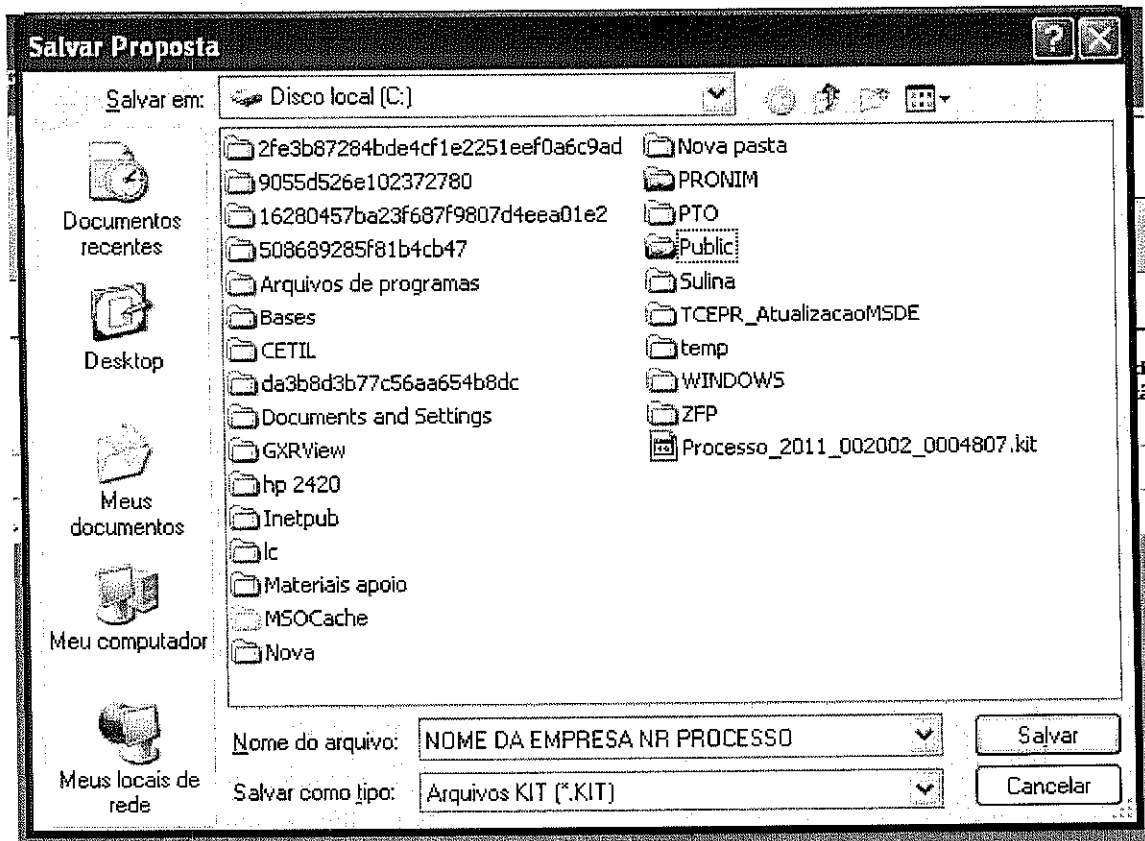 Salvar Proposta
Salvar em: Disco local (C:)
Documentos recentes
Desktop
Meus documentos
Meu computador
Meus locais de rede
2fe3b87284bde4cf1e2251eef0a6c9ad
9055d526e102372780
16280457ba23f687f9807d4eea01e2
508689285f81b4cb47
Arquivos de programas
Bases
CETIL
da3b8d3b77c56aa654b8dc
Documents and Settings
GXRView
hp 2420
Inetpub
lc
Materiais apoio
MSOCache
Nova
Nova pasta
PRONIM
PTO
Public
Sulina
TCEPR_AtualizacaoMSDE
temp
WINDOWS
ZFP
Processo_2011_002002_0004807.kit
Nome do arquivo: NOME DA EMPRESA NR PROCESSO Salvar
Salvar como tipo: Arquivos KIT (*.KIT) Cancelar